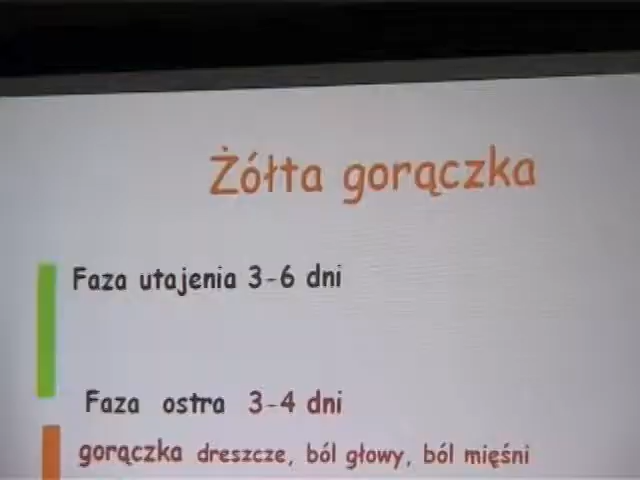 Żółta gorączka
Faza utajenia 3-6 dni
Faza ostra 3-4 dni
gorączka dreszcze, ból głowy, ból mięśni